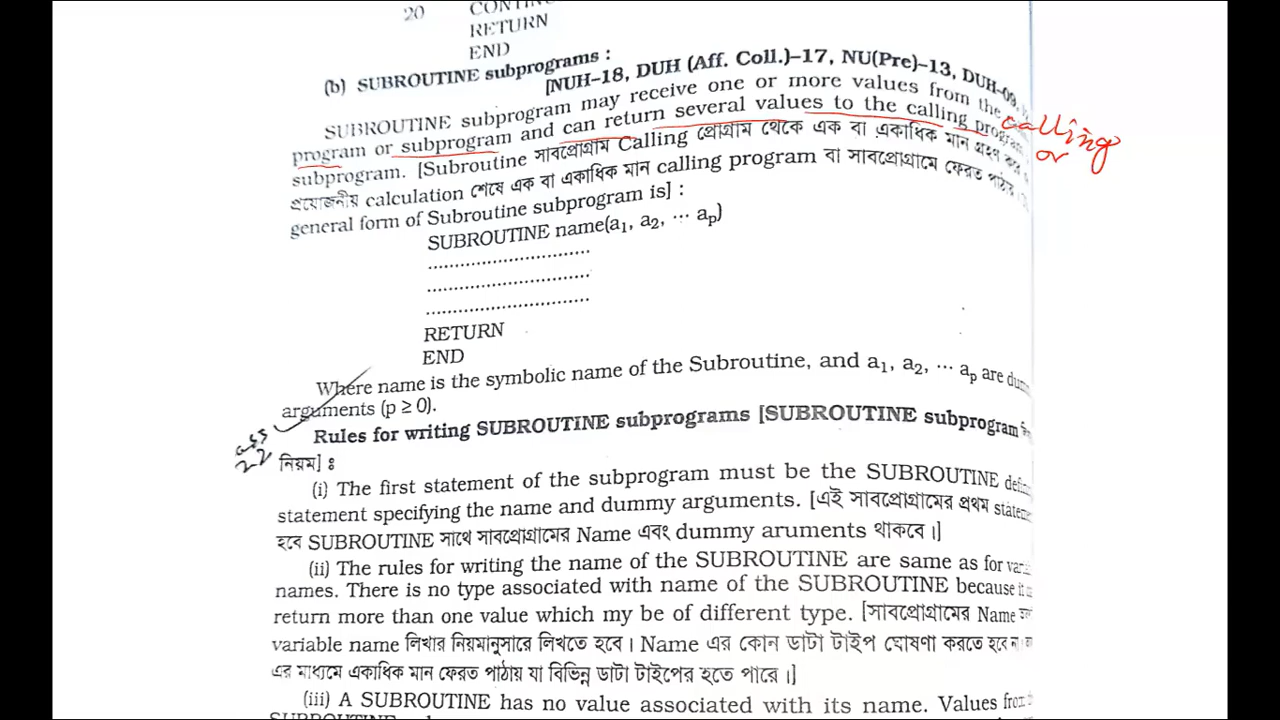 20 CONTIN
RETURN
END
(b) SUBROUTINE subprograms :
[NUH–18, DUH (Aff. Coll.)–17, NU(Pre)–13, DUH–09,
SUBROUTINE subprogram may receive one or more values from the calling
program or subprogram and can return several values to the calling program
or
subprogram. [Subroutine সাবপ্রোগ্রাম Calling প্রোগ্রাম থেকে এক বা একাধিক মান গ্রহণ করে
প্রয়োজনীয় calculation শেষে এক বা একাধিক মান calling program বা সাবপ্রোগ্রামে ফেরত পাঠায়
general form of Subroutine subprogram is] :
SUBROUTINE name(a₁, a₂, ··· aₚ)
..............................
..............................
..............................
RETURN
END
Where name is the symbolic name of the Subroutine, and a₁, a₂, ··· aₚ are dum
arguments (p ≥ 0).
Rules for writing SUBROUTINE subprograms [SUBROUTINE subprogram
নিয়ম] ঃ
(i) The first statement of the subprogram must be the SUBROUTINE defin
statement specifying the name and dummy arguments. [এই সাবপ্রোগ্রামের প্রথম state
হবে SUBROUTINE সাথে সাবপ্রোগ্রামের Name এবং dummy aruments থাকবে।]
(ii) The rules for writing the name of the SUBROUTINE are same as for vari
names. There is no type associated with name of the SUBROUTINE because it
return more than one value which my be of different type. [সাবপ্রোগ্রামের Name
variable name লিখার নিয়মানুসারে লিখতে হবে। Name এর কোন ডাটা টাইপ ঘোষণা করতে হবে না।
এর মাধ্যমে একাধিক মান ফেরত পাঠায় যা বিভিন্ন ডাটা টাইপের হতে পারে।]
(iii) A SUBROUTINE has no value associated with its name. Values from